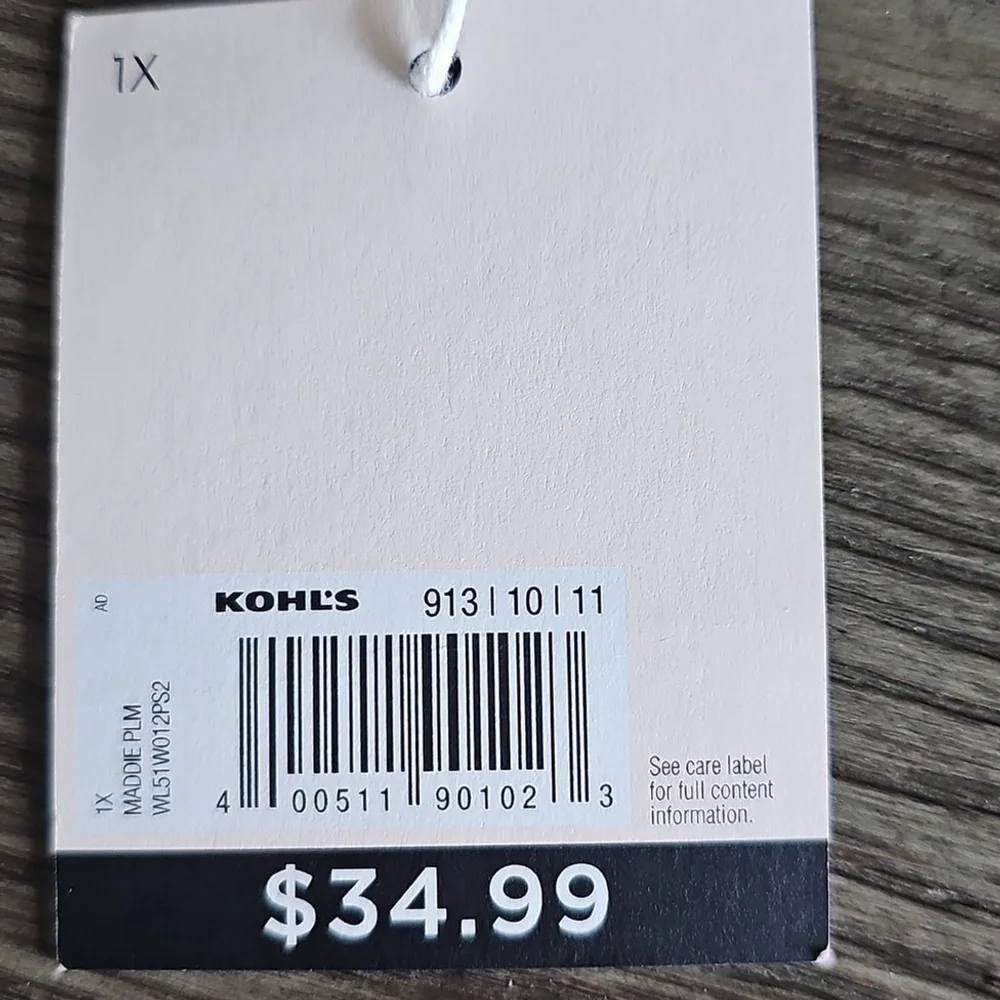 1X
KOHL'S 913 | 10 | 11
AD
1X
MADDIE PLM
WL51W012PS2
4 00511 90102 3
See care label
for full content
information.
$34.99